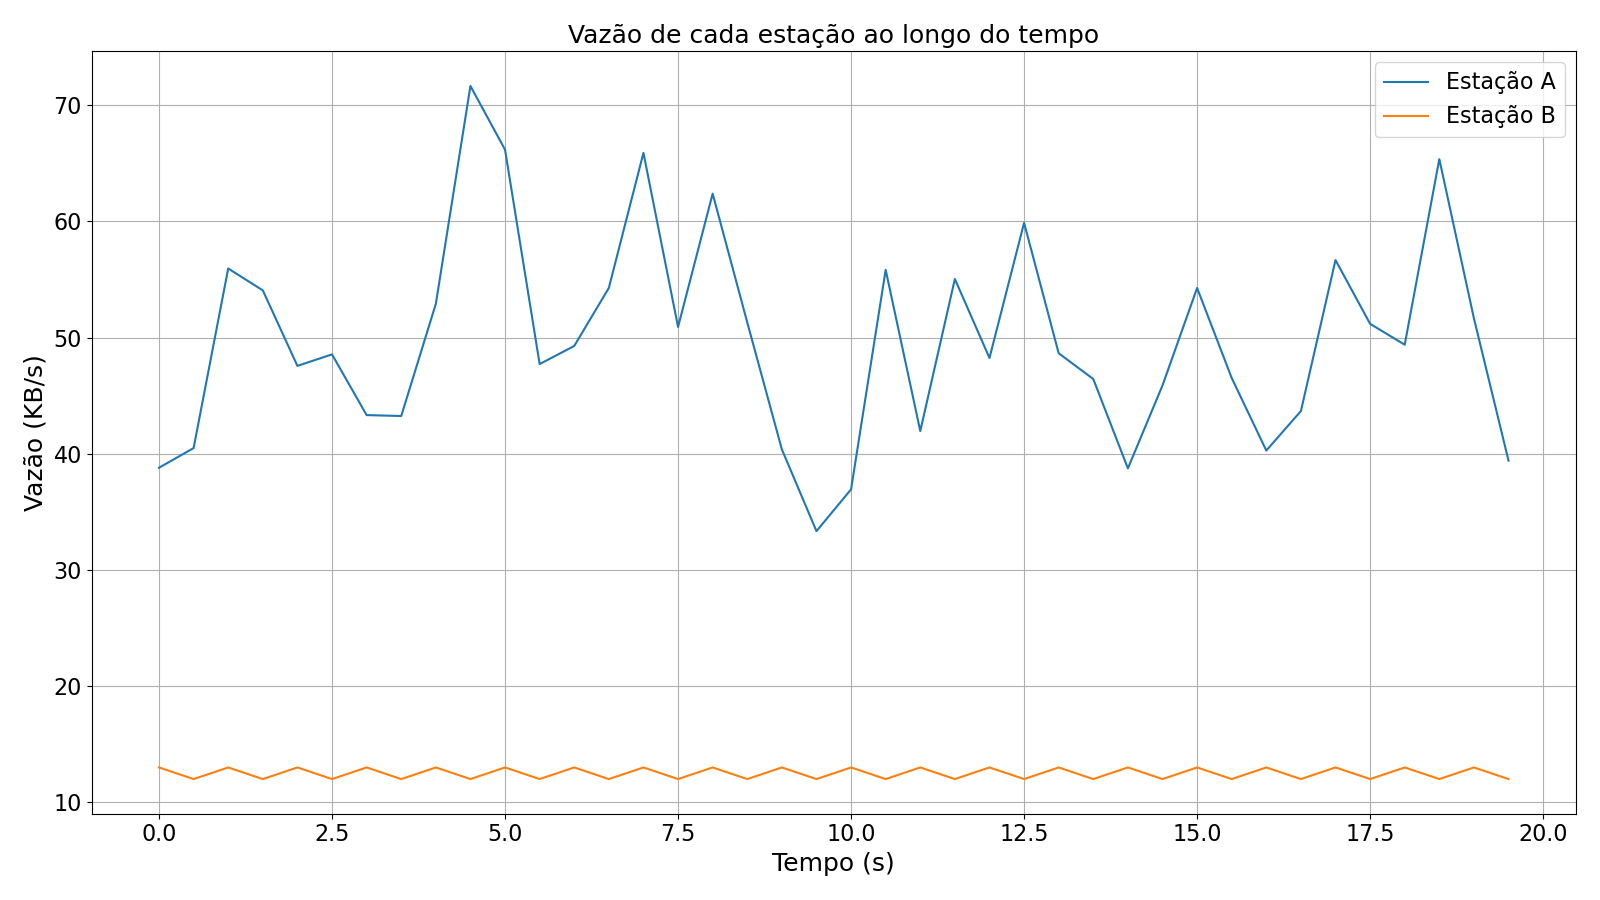 Vazão de cada estação ao longo do tempo
Estação A
Estação B
Vazão (KB/s)
70
60
50
40
30
20
10
0.0 2.5 5.0 7.5 10.0 12.5 15.0 17.5 20.0
Tempo (s)